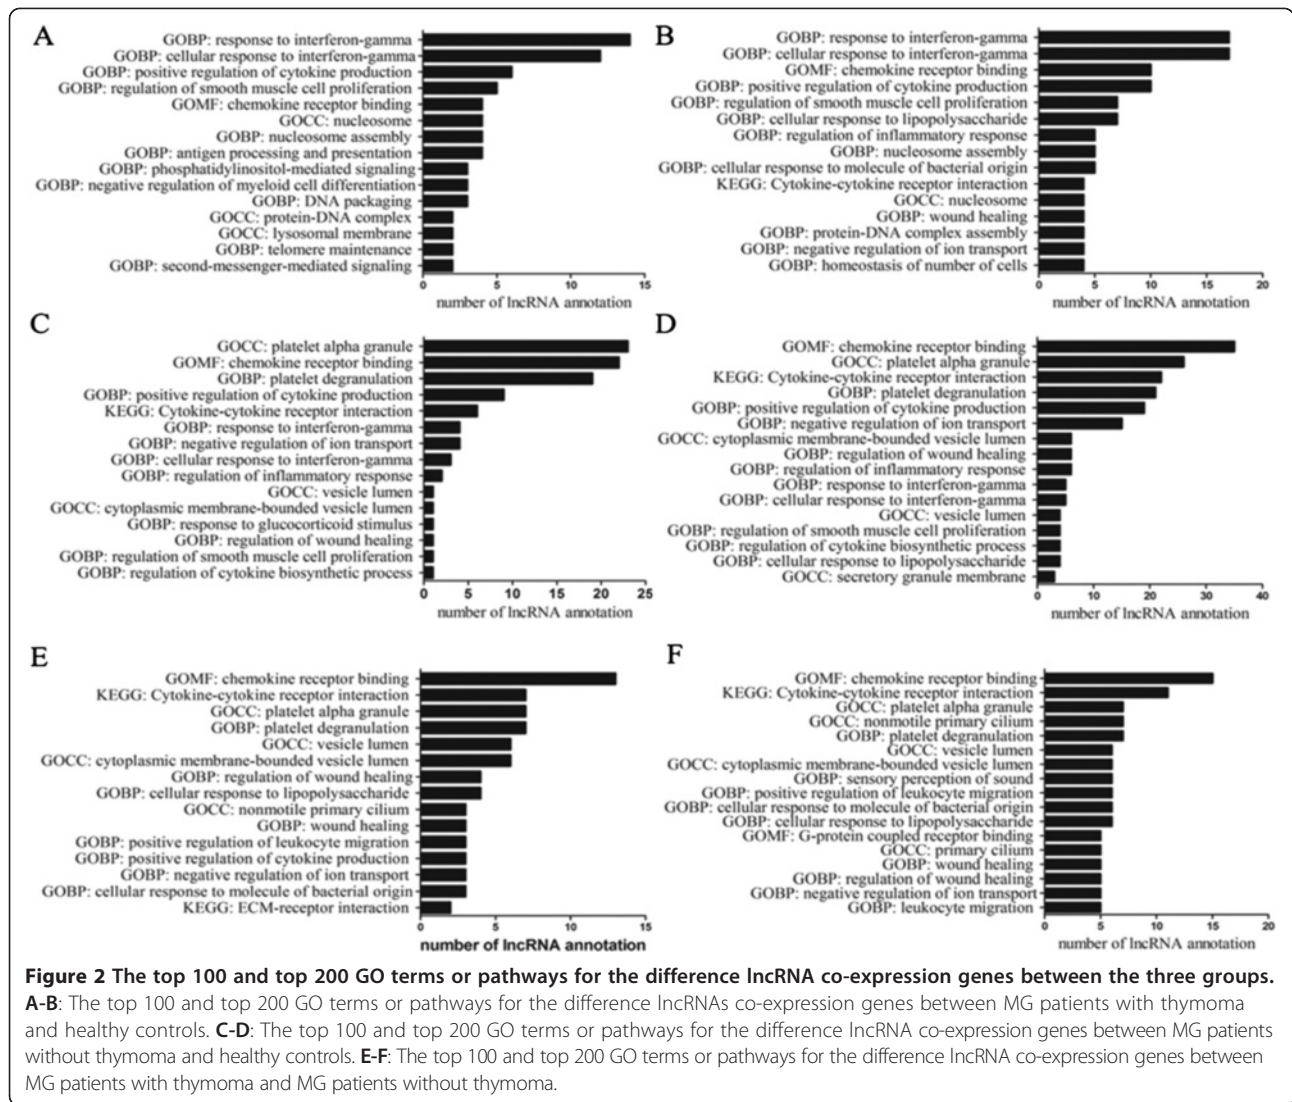 A
GOBP: response to interferon-gamma
GOBP: cellular response to interferon-gamma
GOBP: positive regulation of cytokine production
GOBP: regulation of smooth muscle cell proliferation
GOMF: chemokine receptor binding
GOCC: nucleosome
GOBP: nucleosome assembly
GOBP: antigen processing and presentation
GOBP: phosphatidylinositol-mediated signaling
GOBP: negative regulation of myeloid cell differentiation
GOBP: DNA packaging
GOCC: protein-DNA complex
GOCC: lysosomal membrane
GOBP: telomere maintenance
GOBP: second-messenger-mediated signaling
0 5 10 15
number of lncRNA annotation
B
GOBP: response to interferon-gamma
GOBP: cellular response to interferon-gamma
GOMF: chemokine receptor binding
GOBP: positive regulation of cytokine production
GOBP: regulation of smooth muscle cell proliferation
GOBP: cellular response to lipopolysaccharide
GOBP: regulation of inflammatory response
GOBP: nucleosome assembly
GOBP: cellular response to molecule of bacterial origin
KEGG: Cytokine-cytokine receptor interaction
GOCC: nucleosome
GOBP: wound healing
GOBP: protein-DNA complex assembly
GOBP: negative regulation of ion transport
GOBP: homeostasis of number of cells
0 5 10 15 20
number of lncRNA annotation
C
GOCC: platelet alpha granule
GOMF: chemokine receptor binding
GOBP: platelet degranulation
GOBP: positive regulation of cytokine production
KEGG: Cytokine-cytokine receptor interaction
GOBP: response to interferon-gamma
GOBP: negative regulation of ion transport
GOBP: cellular response to interferon-gamma
GOBP: regulation of inflammatory response
GOCC: vesicle lumen
GOCC: cytoplasmic membrane-bounded vesicle lumen
GOBP: response to glucocorticoid stimulus
GOBP: regulation of wound healing
GOBP: regulation of smooth muscle cell proliferation
GOBP: regulation of cytokine biosynthetic process
0 5 10 15 20 25
number of lncRNA annotation
D
GOMF: chemokine receptor binding
GOCC: platelet alpha granule
KEGG: Cytokine-cytokine receptor interaction
GOBP: platelet degranulation
GOBP: positive regulation of cytokine production
GOBP: negative regulation of ion transport
GOCC: cytoplasmic membrane-bounded vesicle lumen
GOBP: regulation of wound healing
GOBP: regulation of inflammatory response
GOBP: response to interferon-gamma
GOBP: cellular response to interferon-gamma
GOCC: vesicle lumen
GOBP: regulation of smooth muscle cell proliferation
GOBP: regulation of cytokine biosynthetic process
GOBP: cellular response to lipopolysaccharide
GOCC: secretory granule membrane
0 10 20 30 40
number of lncRNA annotation
E
GOMF: chemokine receptor binding
KEGG: Cytokine-cytokine receptor interaction
GOCC: platelet alpha granule
GOBP: platelet degranulation
GOCC: vesicle lumen
GOCC: cytoplasmic membrane-bounded vesicle lumen
GOBP: regulation of wound healing
GOBP: cellular response to lipopolysaccharide
GOCC: nonmotile primary cilium
GOBP: wound healing
GOBP: positive regulation of leukocyte migration
GOBP: positive regulation of cytokine production
GOBP: negative regulation of ion transport
GOBP: cellular response to molecule of bacterial origin
KEGG: ECM-receptor interaction
0 5 10 15
number of lncRNA annotation
F
GOMF: chemokine receptor binding
KEGG: Cytokine-cytokine receptor interaction
GOCC: platelet alpha granule
GOCC: nonmotile primary cilium
GOBP: platelet degranulation
GOCC: vesicle lumen
GOCC: cytoplasmic membrane-bounded vesicle lumen
GOBP: sensory perception of sound
GOBP: positive regulation of leukocyte migration
GOBP: cellular response to molecule of bacterial origin
GOBP: cellular response to lipopolysaccharide
GOMF: G-protein coupled receptor binding
GOCC: primary cilium
GOBP: wound healing
GOBP: regulation of wound healing
GOBP: negative regulation of ion transport
GOBP: leukocyte migration
0 5 10 15 20
number of lncRNA annotation
Figure 2 The top 100 and top 200 GO terms or pathways for the difference lncRNA co-expression genes between the three groups.
A-B: The top 100 and top 200 GO terms or pathways for the difference lncRNAs co-expression genes between MG patients with thymoma
and healthy controls. C-D: The top 100 and top 200 GO terms or pathways for the difference lncRNA co-expression genes between MG patients
without thymoma and healthy controls. E-F: The top 100 and top 200 GO terms or pathways for the difference lncRNA co-expression genes between
MG patients with thymoma and MG patients without thymoma.